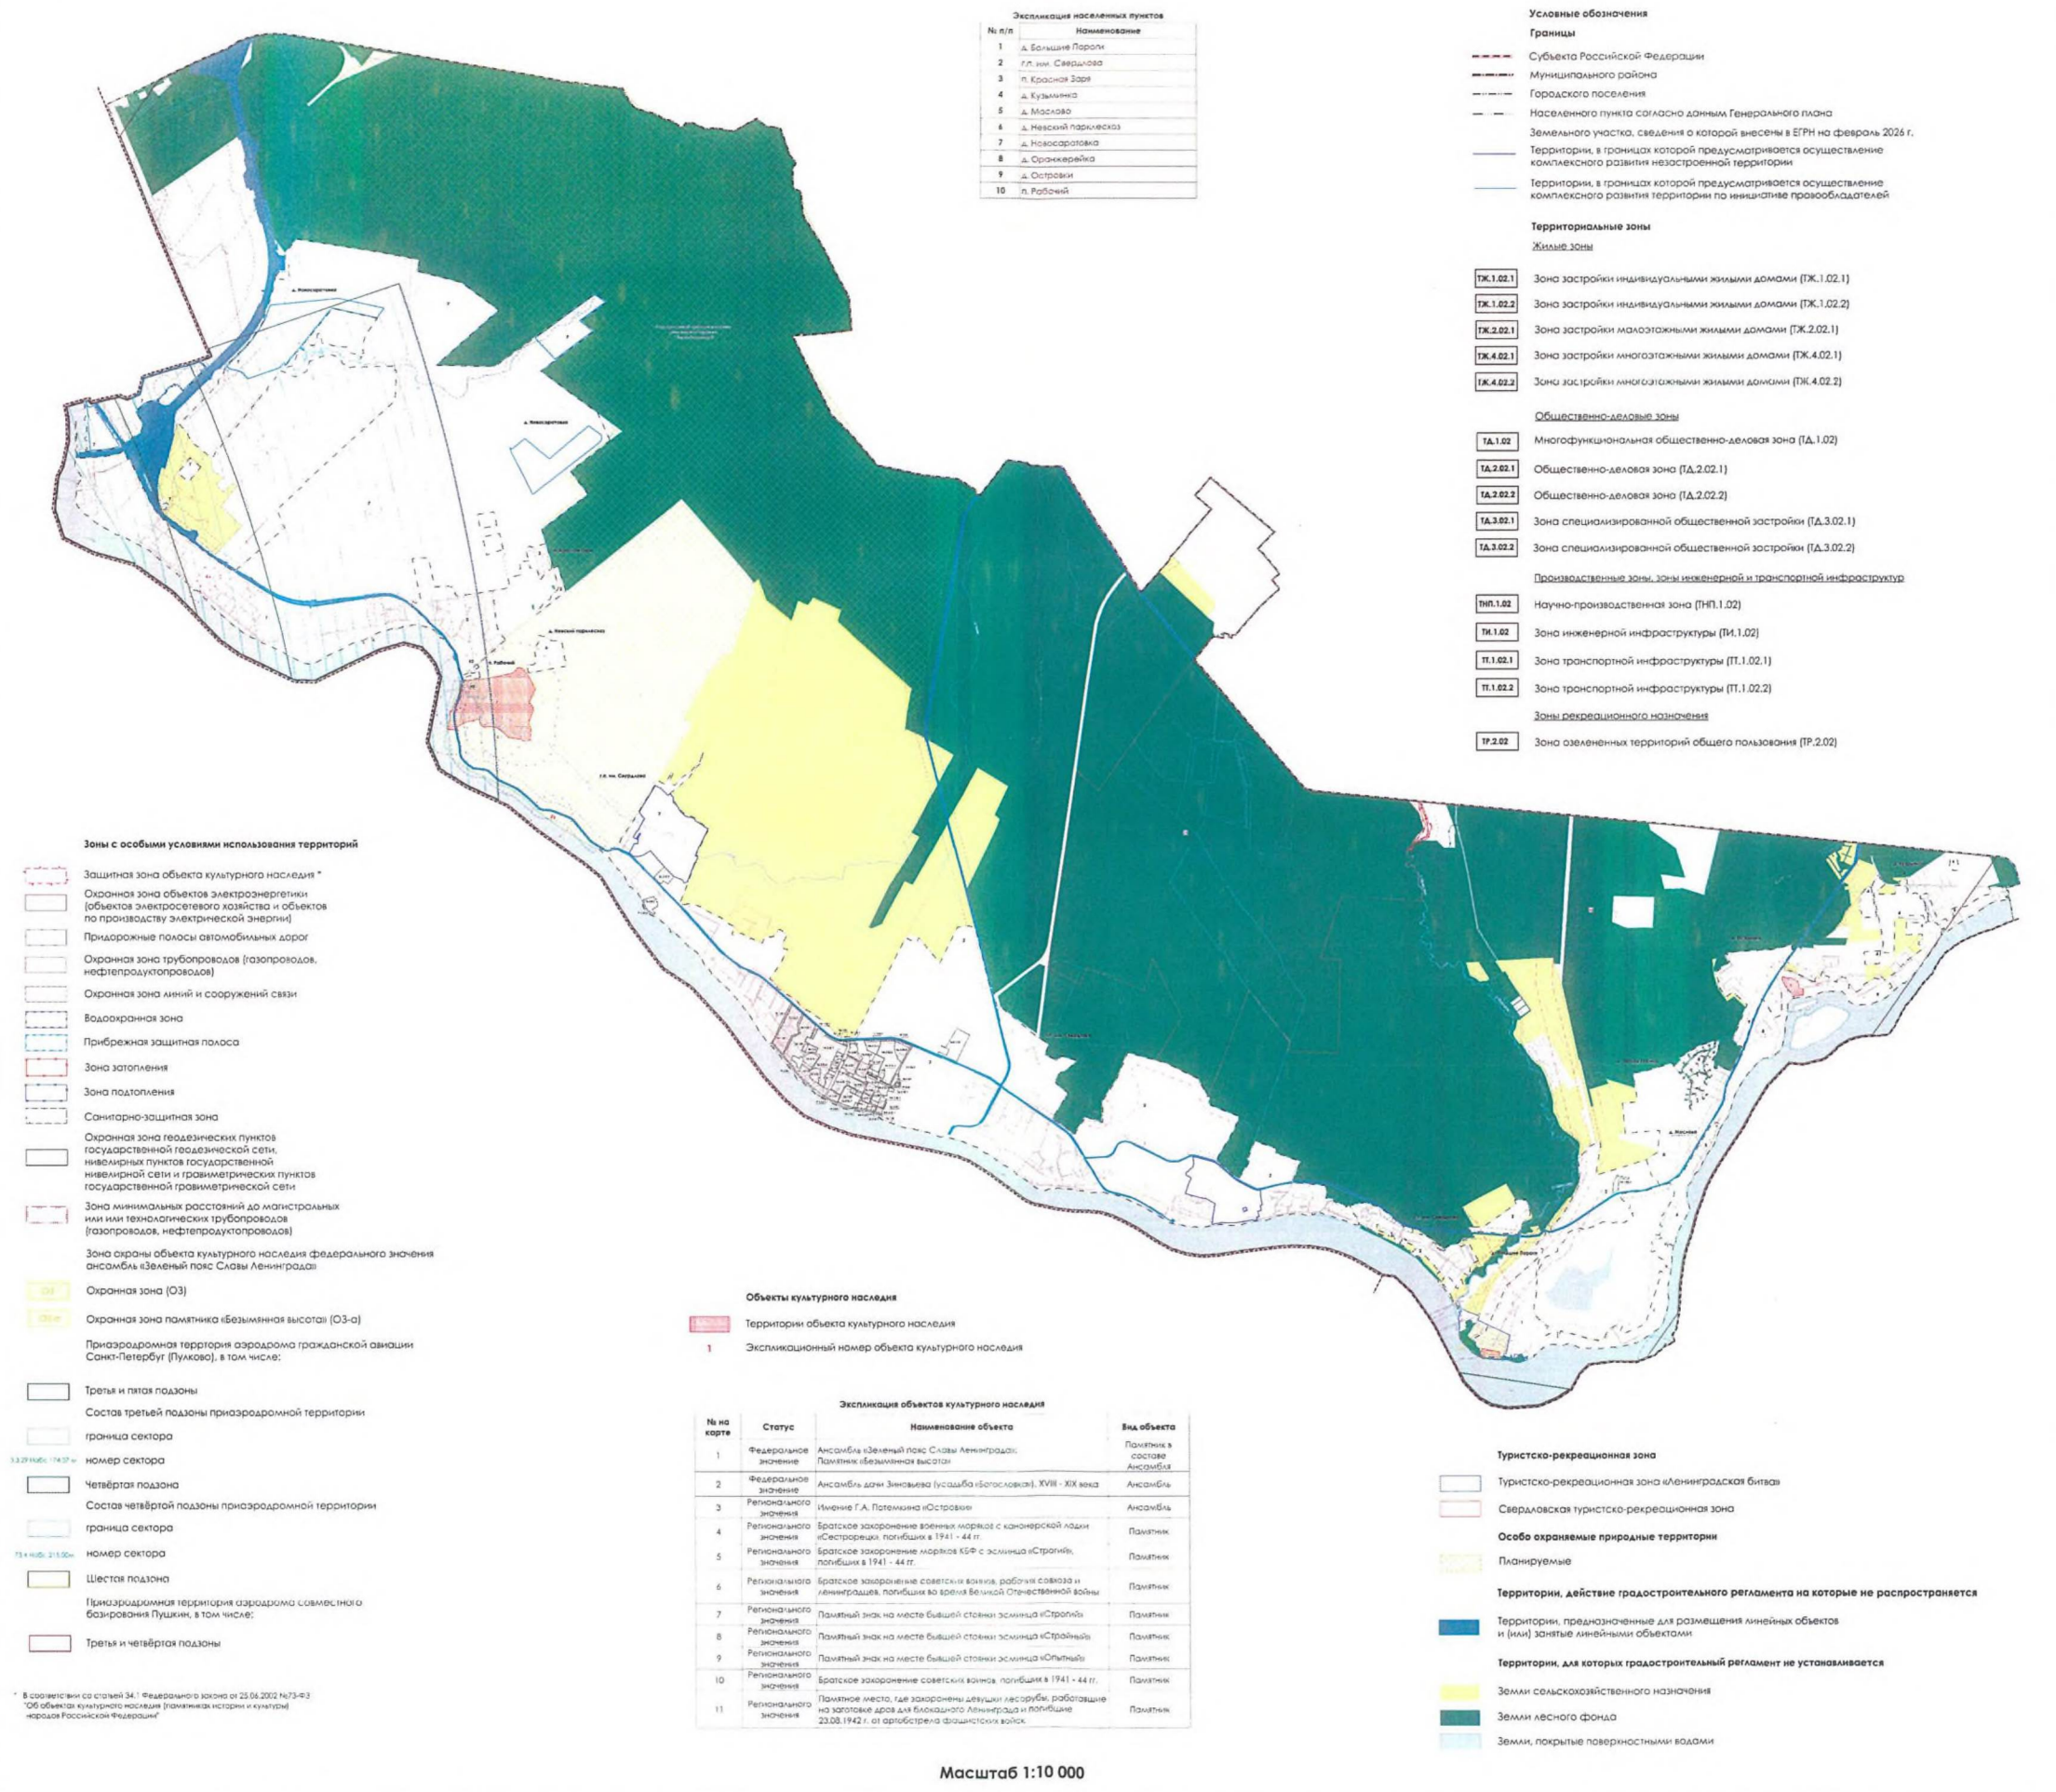 Экспликация населенных пунктов
№ п/п Наименование
1 д. Большие Пороги
2 г.п. им. Свердлова
3 п. Красная Заря
4 д. Кузьминка
5 д. Маслово
6 д. Невский парклесхоз
7 д. Новосаратовка
8 д. Оранжерейка
9 д. Островки
10 п. Рабочий
Условные обозначения
Границы
Субъекта Российской Федерации
Муниципального района
Городского поселения
Населенного пункта согласно данным Генерального плана
Земельного участка, сведения о которой внесены в ЕГРН на февраль 2026 г.
Территории, в границах которой предусматривается осуществление
комплексного развития незастроенной территории
Территории, в границах которой предусматривается осуществление
комплексного развития территории по инициативе правообладателей
Территориальные зоны
Жилые зоны
ТЖ.1.02.1 Зона застройки индивидуальными жилыми домами (ТЖ.1.02.1)
ТЖ.1.02.2 Зона застройки индивидуальными жилыми домами (ТЖ.1.02.2)
ТЖ.2.02.1 Зона застройки малоэтажными жилыми домами (ТЖ.2.02.1)
ТЖ.4.02.1 Зона застройки многоэтажными жилыми домами (ТЖ.4.02.1)
ТЖ.4.02.2 Зона застройки многоэтажными жилыми домами (ТЖ.4.02.2)
Общественно-деловые зоны
ТД.1.02 Многофункциональная общественно-деловая зона (ТД.1.02)
ТД.2.02.1 Общественно-деловая зона (ТД.2.02.1)
ТД.2.02.2 Общественно-деловая зона (ТД.2.02.2)
ТД.3.02.1 Зона специализированной общественной застройки (ТД.3.02.1)
ТД.3.02.2 Зона специализированной общественной застройки (ТД.3.02.2)
Производственные зоны, зоны инженерной и транспортной инфраструктур
ТНП.1.02 Научно-производственная зона (ТНП.1.02)
ТИ.1.02 Зона инженерной инфраструктуры (ТИ.1.02)
ТТ.1.02.1 Зона транспортной инфраструктуры (ТТ.1.02.1)
ТТ.1.02.2 Зона транспортной инфраструктуры (ТТ.1.02.2)
Зоны рекреационного назначения
ТР.2.02 Зона озелененных территорий общего пользования (ТР.2.02)
д. Новосаратовка
д. Новосаратовка
д. Невский парклесхоз
п. Рабочий
г.п. им. Свердлова
д. Маслово
Зоны с особыми условиями использования территорий
Защитная зона объекта культурного наследия *
Охранная зона объектов электроэнергетики
(объектов электросетевого хозяйства и объектов
по производству электрической энергии)
Придорожные полосы автомобильных дорог
Охранная зона трубопроводов (газопроводов,
нефтепродуктопроводов)
Охранная зона линий и сооружений связи
Водоохранная зона
Прибрежная защитная полоса
Зона затопления
Зона подтопления
Санитарно-защитная зона
Охранная зона геодезических пунктов
государственной геодезической сети,
нивелирных пунктов государственной
нивелирной сети и гравиметрических пунктов
государственной гравиметрической сети
Зона минимальных расстояний до магистральных
или или технологических трубопроводов
(газопроводов, нефтепродуктопроводов)
Зона охраны объекта культурного наследия федерального значения
ансамбль «Зеленый пояс Славы Ленинграда»
ОЗ Охранная зона (ОЗ)
Охранная зона памятника «Безымянная высота» (ОЗ-а)
Приаэродромная терртория аэродрома гражданской авиации
Санкт-Петербуг (Пулково), в том числе:
Третья и пятая подзоны
Состав третьей подзоны приаэродромной территории
граница сектора
номер сектора
Четвёртая подзона
Состав четвёртой подзоны приаэродромной территории
граница сектора
номер сектора
Шестая подзона
Приаэродромная территория аэродрома совместного
базирования Пушкин, в том числе:
Третья и четвёртая подзоны
* В соответствии со статьей 34.1 Федерального закона от 25.06.2002 №73-ФЗ
"Об объектах культурного наследия (памятниках истории и культуры)
народов Российской Федерации"
Объекты культурного наследия
Территории объекта культурного наследия
1 Экспликационный номер объекта культурного наследия
Экспликация объектов культурного наследия
№ на карте Статус Наименование объекта Вид объекта
1 Федеральное значение Ансамбль «Зеленый пояс Славы Ленинграда»; Памятник «Безымянная высота» Памятник в составе Ансамбля
2 Федеральное значение Ансамбль дачи Зиновьева (усадьба «Богословка»), XVIII - XIX века Ансамбль
3 Регионального значения Имение Г.А. Потемкина «Островки» Ансамбль
4 Регионального значения Братское захоронение военных моряков с канонерской лодки «Сестрорецк», погибших в 1941 - 44 гг. Памятник
5 Регионального значения Братское захоронение моряков КБФ с эсминца «Строгий», погибших в 1941 - 44 гг. Памятник
6 Регионального значения Братское захоронение советских воинов, рабочих совхоза и ленинградцев, погибших во время Великой Отечественной войны Памятник
7 Регионального значения Памятный знак на месте бывшей стоянки эсминца «Строгий» Памятник
8 Регионального значения Памятный знак на месте бывшей стоянки эсминца «Стройный» Памятник
9 Регионального значения Памятный знак на месте бывшей стоянки эсминца «Опытный» Памятник
10 Регионального значения Братское захоронение советских воинов, погибших в 1941 - 44 гг. Памятник
11 Регионального значения Памятное место, где захоронены девушки лесорубы, работавшие на заготовке дров для блокадного Ленинграда и погибшие 23.08.1942 г. от артобстрела фашистских войск Памятник
Туристско-рекреационная зона
Туристско-рекреационная зона «Ленинградская битва»
Свердловская туристско-рекреационная зона
Особо охраняемые природные территории
Планируемые
Территории, действие градостроительного регламента на которые не распространяется
Территории, предназначенные для размещения линейных объектов
и (или) занятые линейными объектами
Территории, для которых градостроительный регламент не устанавливается
Земли сельскохозяйственного назначения
Земли лесного фонда
Земли, покрытые поверхностными водами
Масштаб 1:10 000